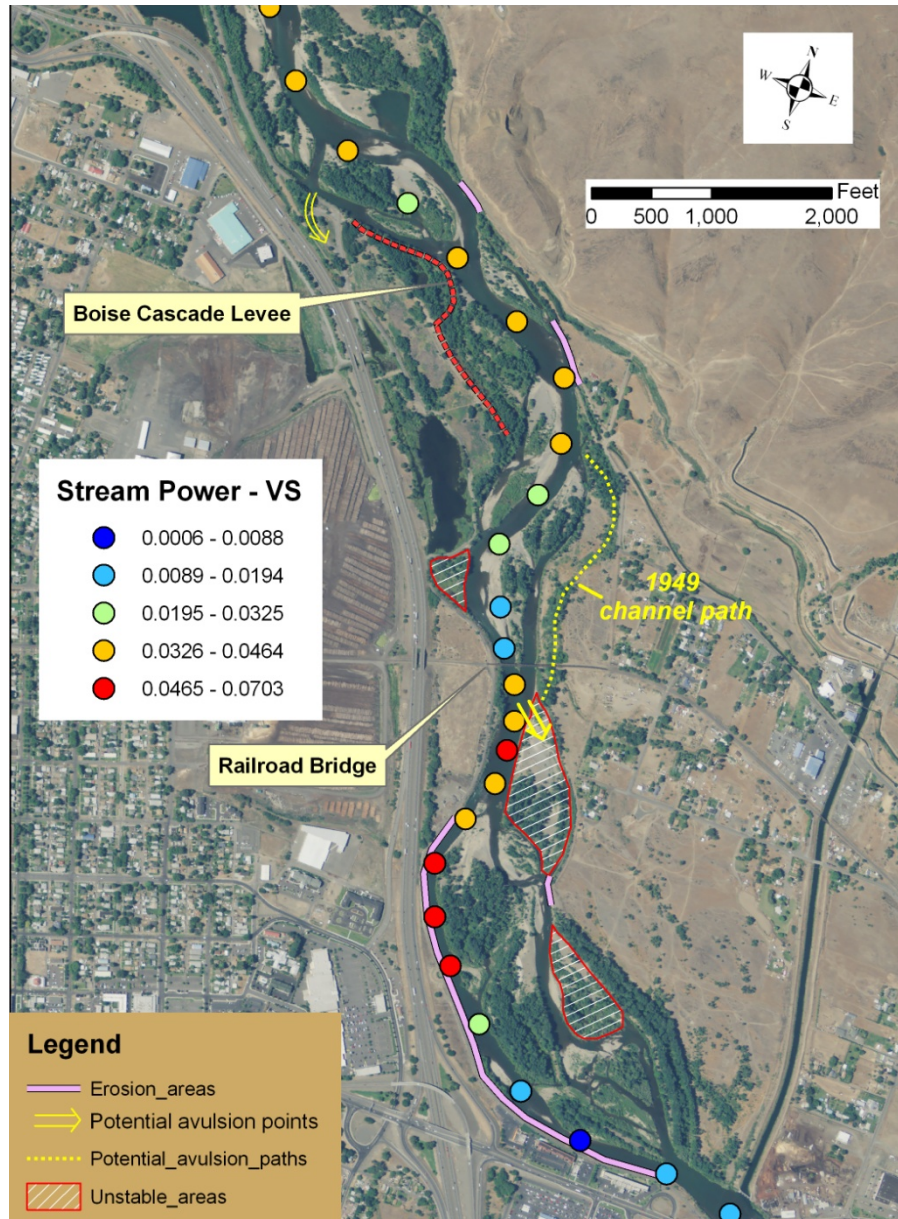 N
W
E
S
Feet
0 500 1,000 2,000
Boise Cascade Levee
Stream Power - VS
0.0006 - 0.0088
0.0089 - 0.0194
0.0195 - 0.0325
0.0326 - 0.0464
0.0465 - 0.0703
1949
channel path
Railroad Bridge
Legend
Erosion_areas
Potential avulsion points
Potential_avulsion_paths
Unstable_areas